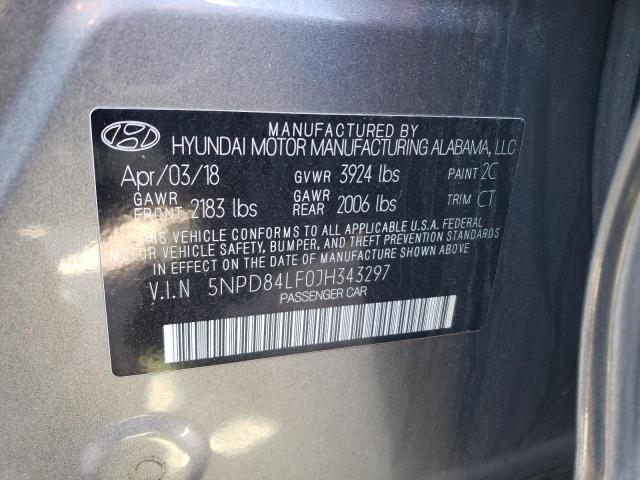 MANUFACTURED BY
HYUNDAI MOTOR MANUFACTURING ALABAMA, LLC
Apr/03/18 GVWR 3924 lbs PAINT 2C
GAWR FRONT 2183 lbs GAWR REAR 2006 lbs TRIM CT
THIS VEHICLE CONFORMS TO ALL APPLICABLE U.S.A. FEDERAL
MOTOR VEHICLE SAFETY, BUMPER, AND THEFT PREVENTION STANDARDS
IN EFFECT ON THE DATE OF MANUFACTURE SHOWN ABOVE.
V.I.N 5NPD84LF0JH343297
PASSENGER CAR